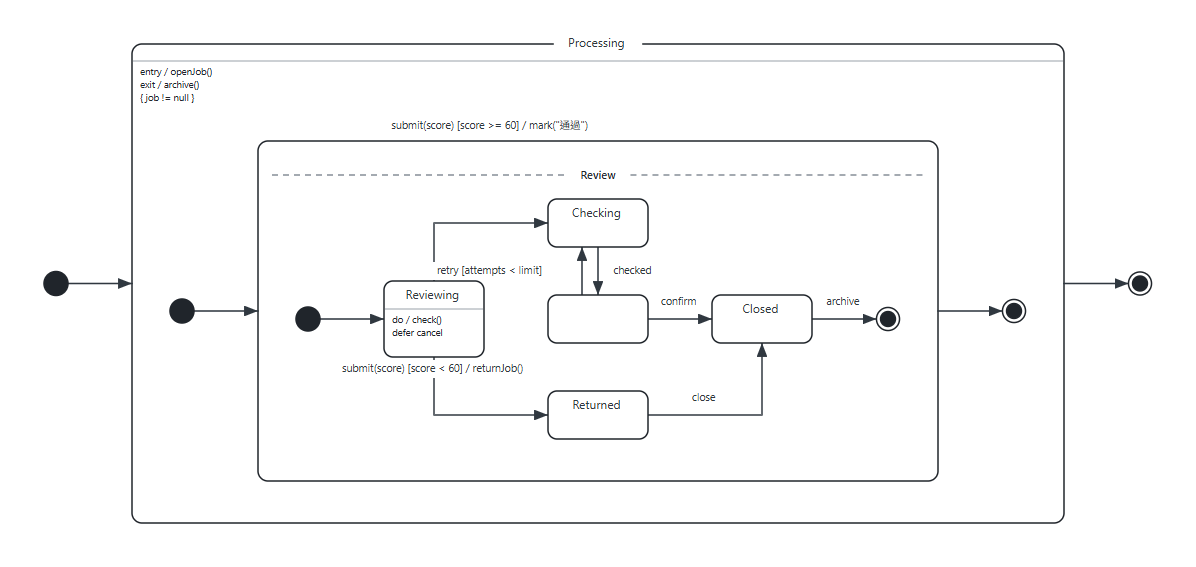 Processing
entry / openJob()
exit / archive()
{ job != null }
submit(score) [score >= 60] / mark("通過")
Review
Checking
retry [attempts < limit]
checked
Reviewing
do / check()
defer cancel
confirm
Closed
archive
submit(score) [score < 60] / returnJob()
Returned
close